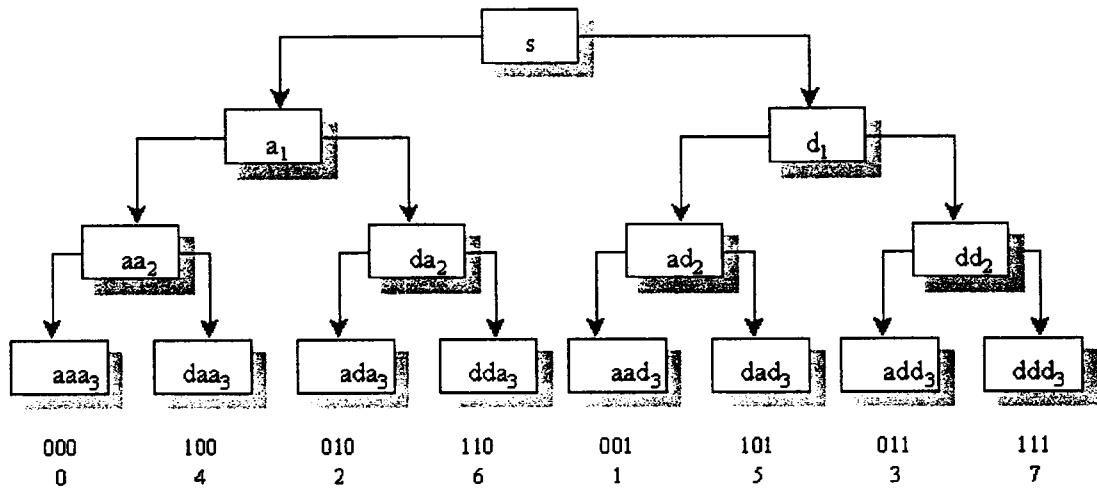 s
a₁ d₁
aa₂ da₂ ad₂ dd₂
aaa₃ daa₃ ada₃ dda₃ aad₃ dad₃ add₃ ddd₃
000 100 010 110 001 101 011 111
0 4 2 6 1 5 3 7